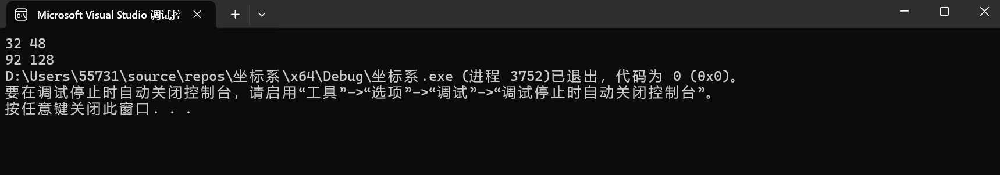 Microsoft Visual Studio 调试控
32 48
92 128
D:\Users\55731\source\repos\坐标系\x64\Debug\坐标系.exe (进程 3752)已退出，代码为 0 (0x0)。
要在调试停止时自动关闭控制台，请启用“工具”->“选项”->“调试”->“调试停止时自动关闭控制台”。
按任意键关闭此窗口. . .